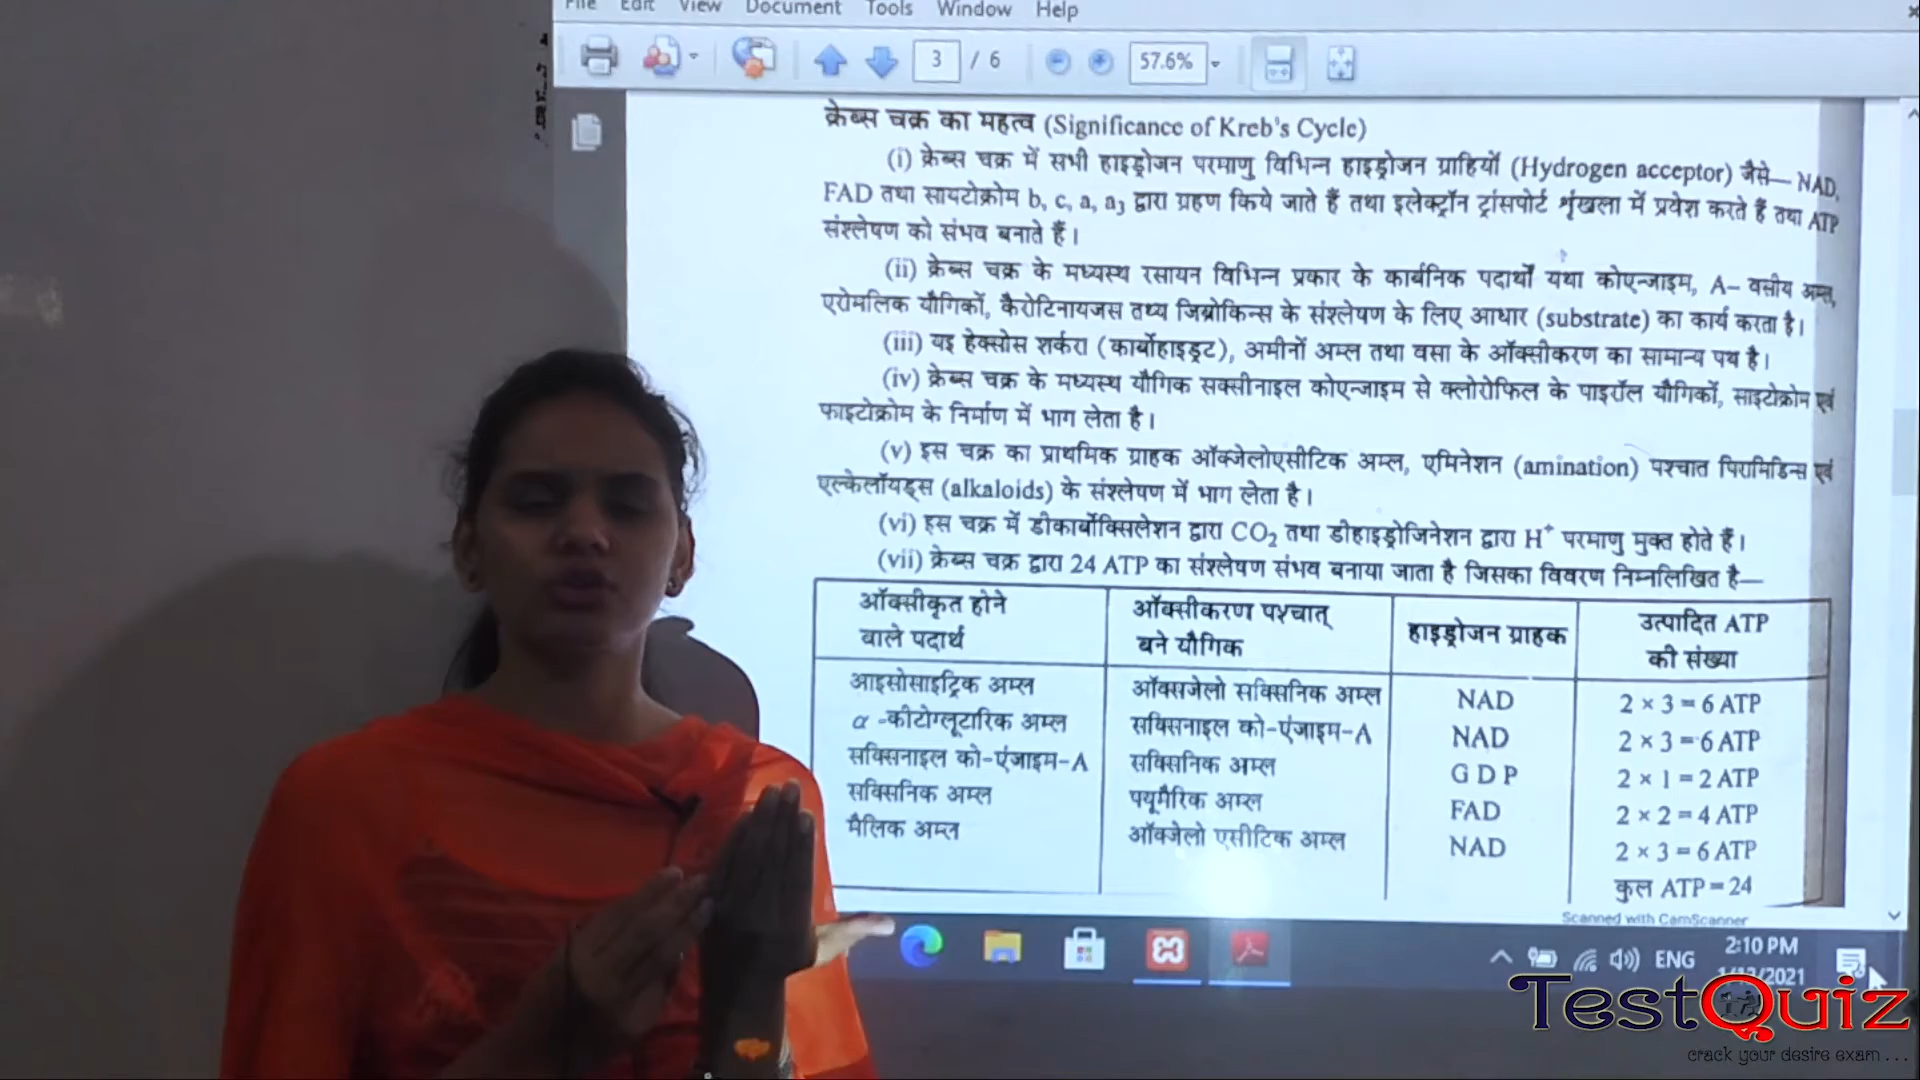 File Edit View Document Tools Window Help
3 / 6 57.6%
क्रेब्स चक्र का महत्व (Significance of Kreb's Cycle)
(i) क्रेब्स चक्र में सभी हाइड्रोजन परमाणु विभिन्न हाइड्रोजन ग्राहियों (Hydrogen acceptor) जैसे— NAD,
FAD तथा सायटोक्रोम b, c, a, a3 द्वारा ग्रहण किये जाते हैं तथा इलेक्ट्रॉन ट्रांसपोर्ट श्रृंखला में प्रवेश करते हैं तथा ATP
संश्लेषण को संभव बनाते हैं।
(ii) क्रेब्स चक्र के मध्यस्थ रसायन विभिन्न प्रकार के कार्बनिक पदार्थों यथा कोएन्जाइम, A– वसीय अम्ल,
एरोमलिक यौगिकों, कैरोटिनायजस तथ्य जिब्रोकिन्स के संश्लेषण के लिए आधार (substrate) का कार्य करता है।
(iii) यइ हेक्सोस शर्करा (कार्बोहाइड्रट), अमीनों अम्ल तथा वसा के ऑक्सीकरण का सामान्य पथ है।
(iv) क्रेब्स चक्र के मध्यस्थ यौगिक सक्सीनाइल कोएन्जाइम से क्लोरोफिल के पाइरॉल यौगिकों, साइटोक्रोम एवं
फाइटोक्रोम के निर्माण में भाग लेता है।
(v) इस चक्र का प्राथमिक ग्राहक ऑक्जेलोएसीटिक अम्ल, एमिनेशन (amination) पश्चात पिरामिडिन्स एवं
एल्केलॉयड्स (alkaloids) के संश्लेषण में भाग लेता है।
(vi) इस चक्र में डीकार्बोक्सिलेशन द्वारा CO2 तथा डीहाइड्रोजिनेशन द्वारा H+ परमाणु मुक्त होते हैं।
(vii) क्रेब्स चक्र द्वारा 24 ATP का संश्लेषण संभव बनाया जाता है जिसका विवरण निम्नलिखित है—
ऑक्सीकृत होने ऑक्सीकरण पश्चात् हाइड्रोजन ग्राहक उत्पादित ATP
वाले पदार्थ बने यौगिक की संख्या
आइसोसाइट्रिक अम्ल ऑक्सजेलो सक्सिनिक अम्ल NAD 2 × 3 = 6 ATP
α -कीटोग्लूटारिक अम्ल सक्सिनाइल को-एंजाइम-A NAD 2 × 3 = 6 ATP
सक्सिनाइल को-एंजाइम-A सक्सिनिक अम्ल G D P 2 × 1 = 2 ATP
सक्सिनिक अम्ल फ्यूमैरिक अम्ल FAD 2 × 2 = 4 ATP
मैलिक अम्ल ऑक्जेलो एसीटिक अम्ल NAD 2 × 3 = 6 ATP
कुल ATP = 24
Scanned with CamScanner
ENG 2:10 PM
TestQuiz
crack your desire exam . . .